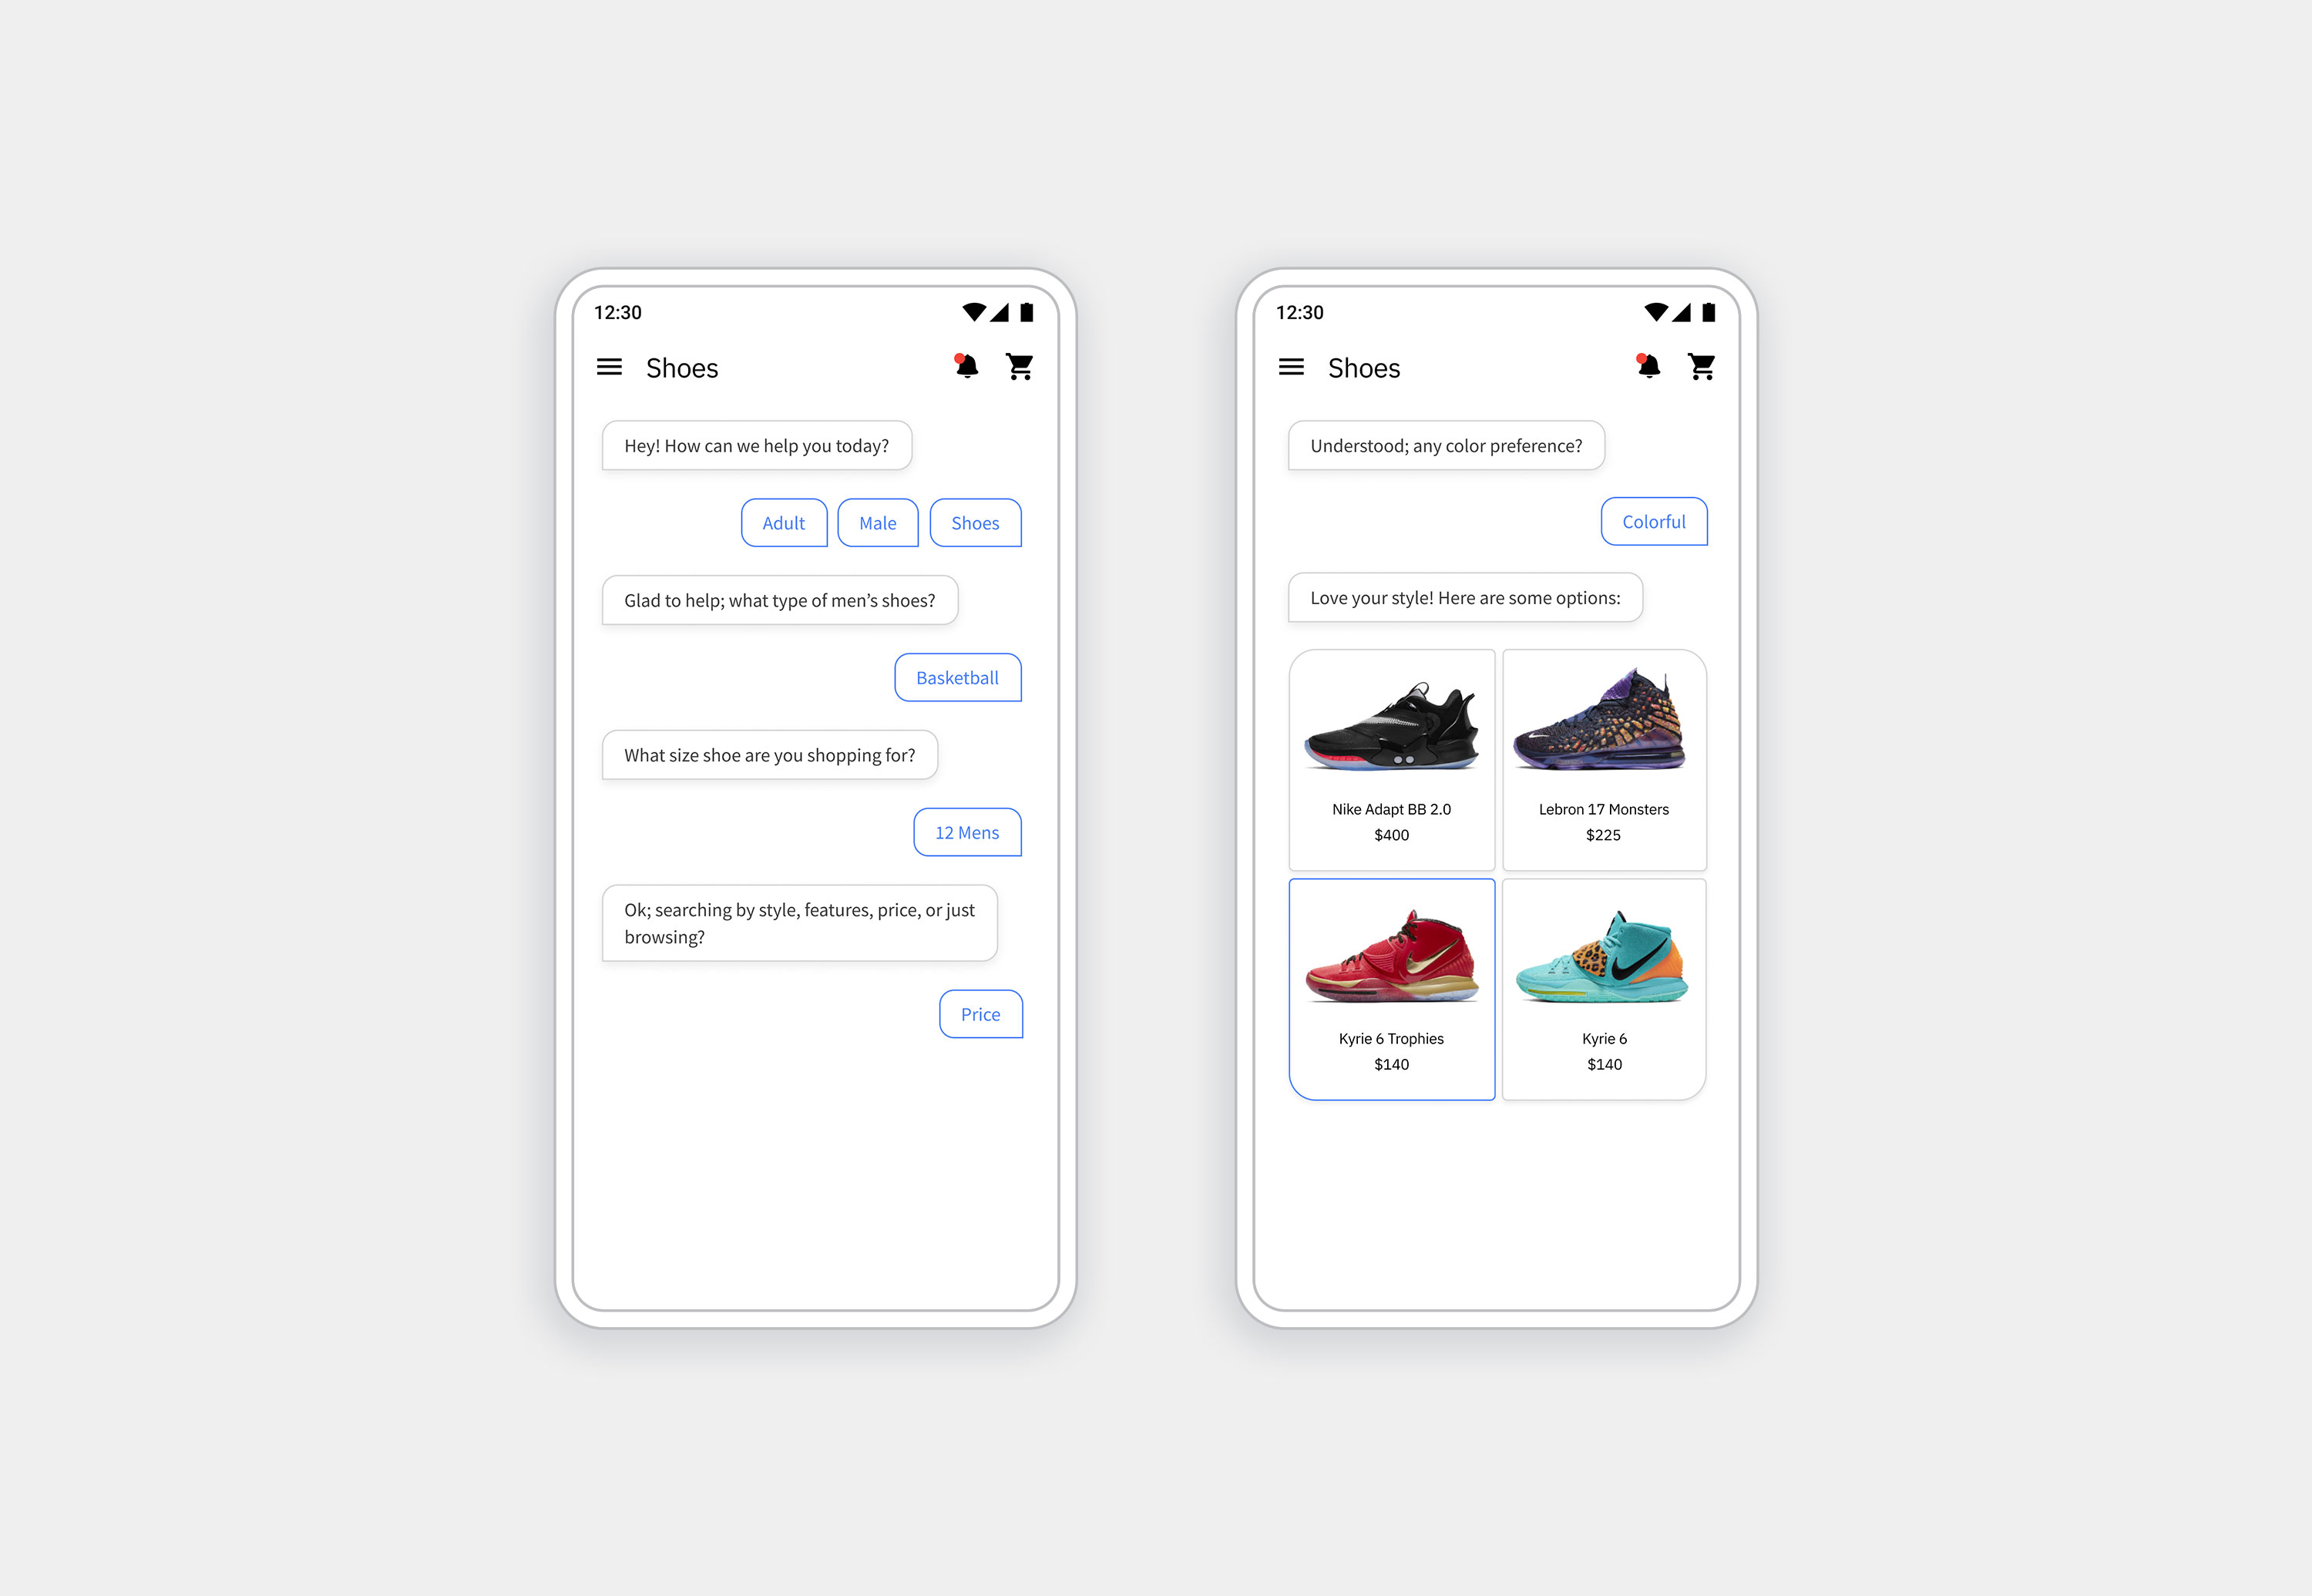 12:30
Shoes
Hey! How can we help you today?
Adult Male Shoes
Glad to help; what type of men’s shoes?
Basketball
What size shoe are you shopping for?
12 Mens
Ok; searching by style, features, price, or just
browsing?
Price
12:30
Shoes
Understood; any color preference?
Colorful
Love your style! Here are some options:
Nike Adapt BB 2.0
$400
Lebron 17 Monsters
$225
Kyrie 6 Trophies
$140
Kyrie 6
$140